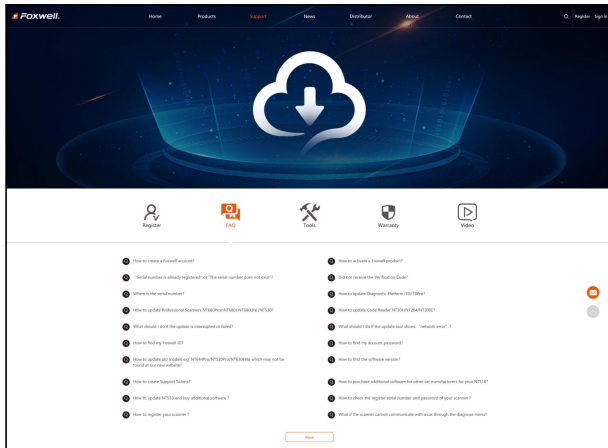 Foxwell.
Home Products Support News Distributor About Contact Register Sign in
Register FAQ Tools Warranty Video
How to create a Foxwell account? How to activate a Foxwell product?
"Serial number is already registered" or "The serial number does not exist"? Did not receive the Verification Code?
Where is the serial number? How to update Diagnostic Platform i70/i70Pro?
How to update Professional Scanners NT680Pro/ NT680/ NT680Lite /NT530? How to update Code Reader NT301/NT204/NT200E?
What should I do if the update is interrupted or failed? What should I do if the update tool shows "network error" ?
How to find my Foxwell ID? How to find my account password?
How to update old models e.g. NT644Pro/NT520Pro/NT630Elite which may not be How to find the software version?
found at our new website?
How to create Support Tickets? How to purchase additional software for other car manufacturers for your NT510?
How to update NT510 and buy additional software ? How to check the register serial number and password of your scanner ?
How to register your scanner ? What if the scanner cannot communicate with a car through the diagnose menu?